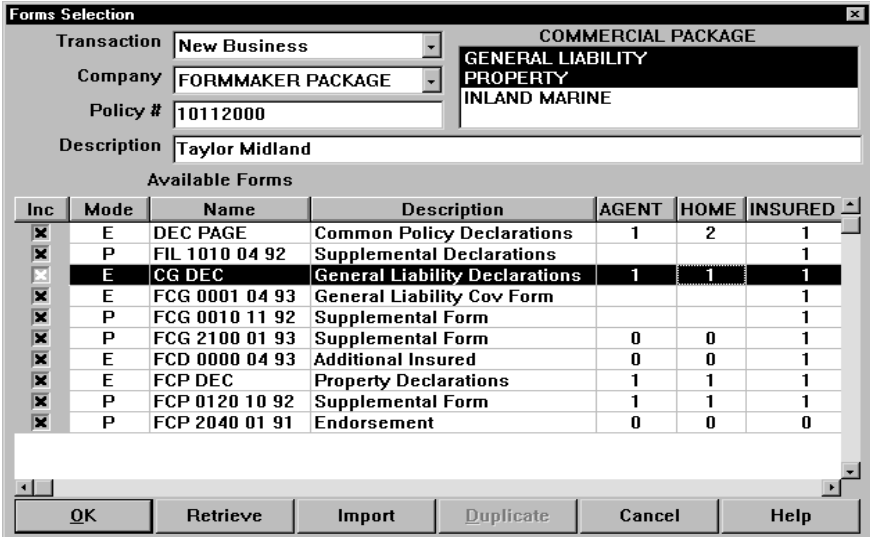 Forms Selection
Transaction New Business
COMMERCIAL PACKAGE
GENERAL LIABILITY
PROPERTY
INLAND MARINE
Company FORMMAKER PACKAGE
Policy # 10112000
Description Taylor Midland
Available Forms
Inc Mode Name Description AGENT HOME INSURED
E DEC PAGE Common Policy Declarations 1 2 1
P FIL 1010 04 92 Supplemental Declarations 1
E CG DEC General Liability Declarations 1 1 1
E FCG 0001 04 93 General Liability Cov Form 1
P FCG 0010 11 92 Supplemental Form 1
P FCG 2100 01 93 Supplemental Form 0 0 1
E FCD 0000 04 93 Additional Insured 0 0 1
E FCP DEC Property Declarations 1 1 1
P FCP 0120 10 92 Supplemental Form 1 1 1
P FCP 2040 01 91 Endorsement 0 0 0
OK Retrieve Import Duplicate Cancel Help